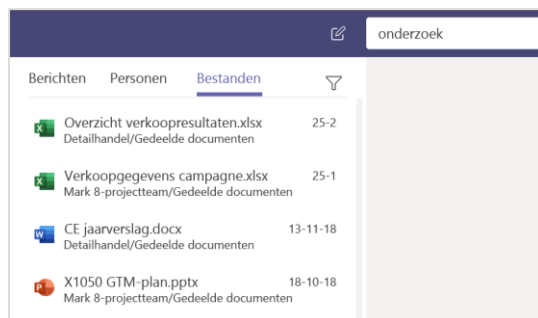 onderzoek
Berichten Personen Bestanden
Overzicht verkoopresultaten.xlsx 25-2
Detailhandel/Gedeelde documenten
Verkoopgegevens campagne.xlsx 25-1
Mark 8-projectteam/Gedeelde documenten
CE jaarverslag.docx 13-11-18
Detailhandel/Gedeelde documenten
X1050 GTM-plan.pptx 18-10-18
Mark 8-projectteam/Gedeelde documenten